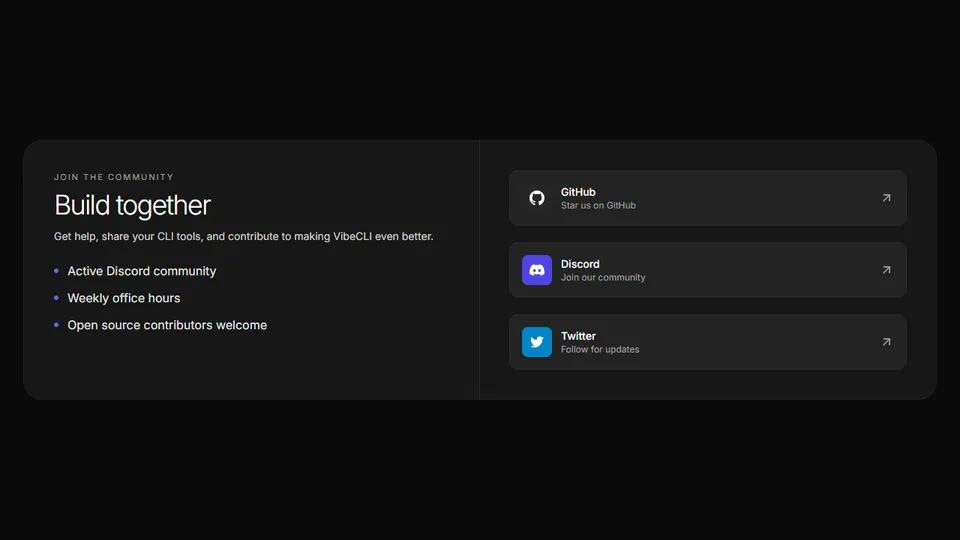 JOIN THE COMMUNITY
Build together
Get help, share your CLI tools, and contribute to making VibeCLI even better.
Active Discord community
Weekly office hours
Open source contributors welcome
GitHub
Star us on GitHub
Discord
Join our community
Twitter
Follow for updates